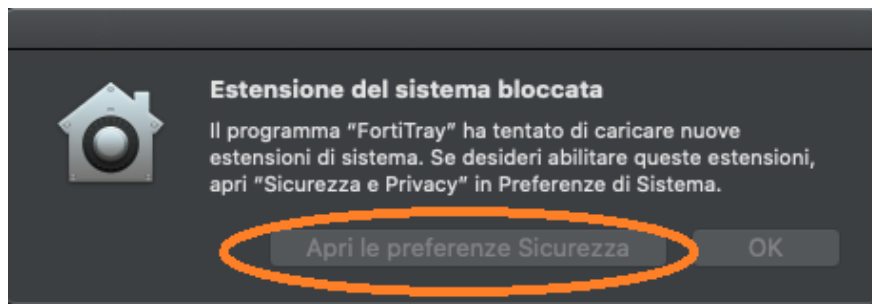 Estensione del sistema bloccata
Il programma "FortiTray" ha tentato di caricare nuove
estensioni di sistema. Se desideri abilitare queste estensioni,
apri "Sicurezza e Privacy" in Preferenze di Sistema.
Apri le preferenze Sicurezza
OK